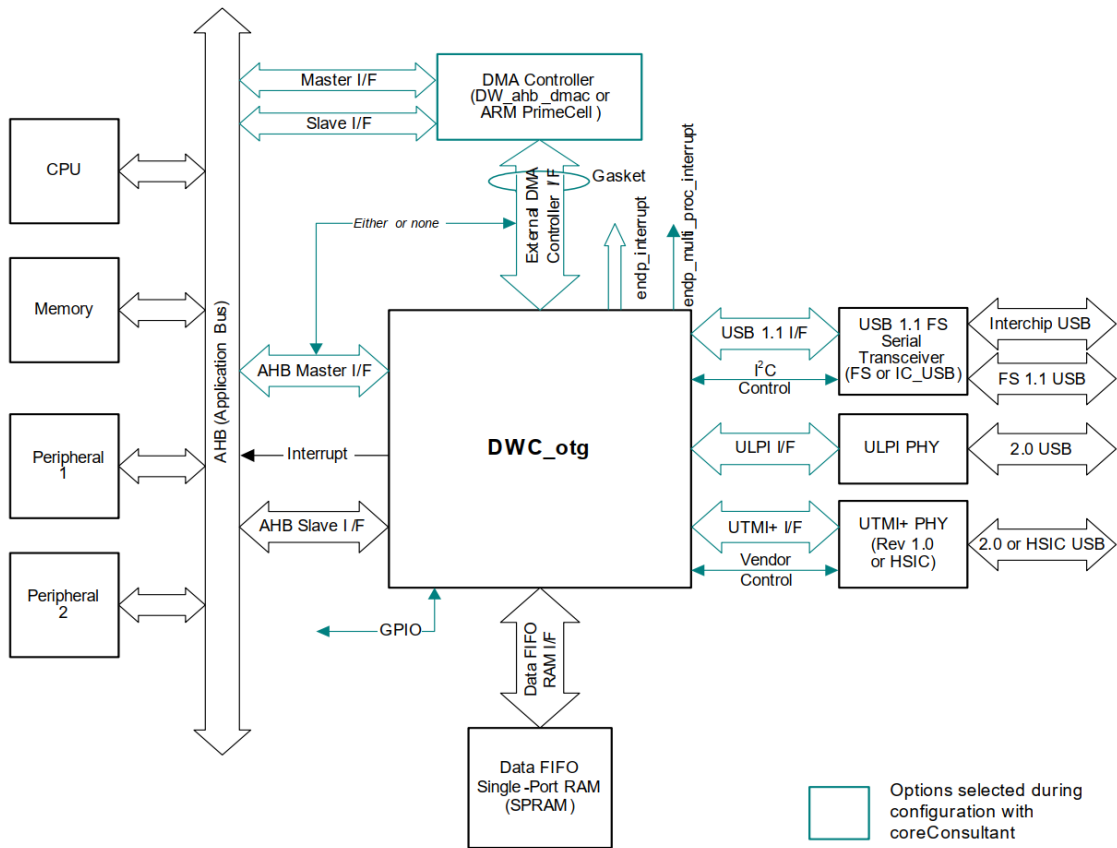 Master I/F
DMA Controller
(DW_ahb_dmac or
ARM PrimeCell )
Slave I/F
CPU
Gasket
External DMA
Controller I/F
endp_interrupt
endp_multi_proc_interrupt
Either or none
Memory
AHB (Application Bus)
AHB Master I/F
USB 1.1 I/F
USB 1.1 FS
Serial
Transceiver
(FS or IC_USB)
Interchip USB
I²C
Control
FS 1.1 USB
Peripheral
1
Interrupt
DWC_otg
ULPI I/F
ULPI PHY
2.0 USB
AHB Slave I/F
UTMI+ I/F
UTMI+ PHY
(Rev 1.0
or HSIC)
2.0 or HSIC USB
Vendor
Control
Peripheral
2
GPIO
Data FIFO
RAM I/F
Data FIFO
Single-Port RAM
(SPRAM)
Options selected during
configuration with
coreConsultant